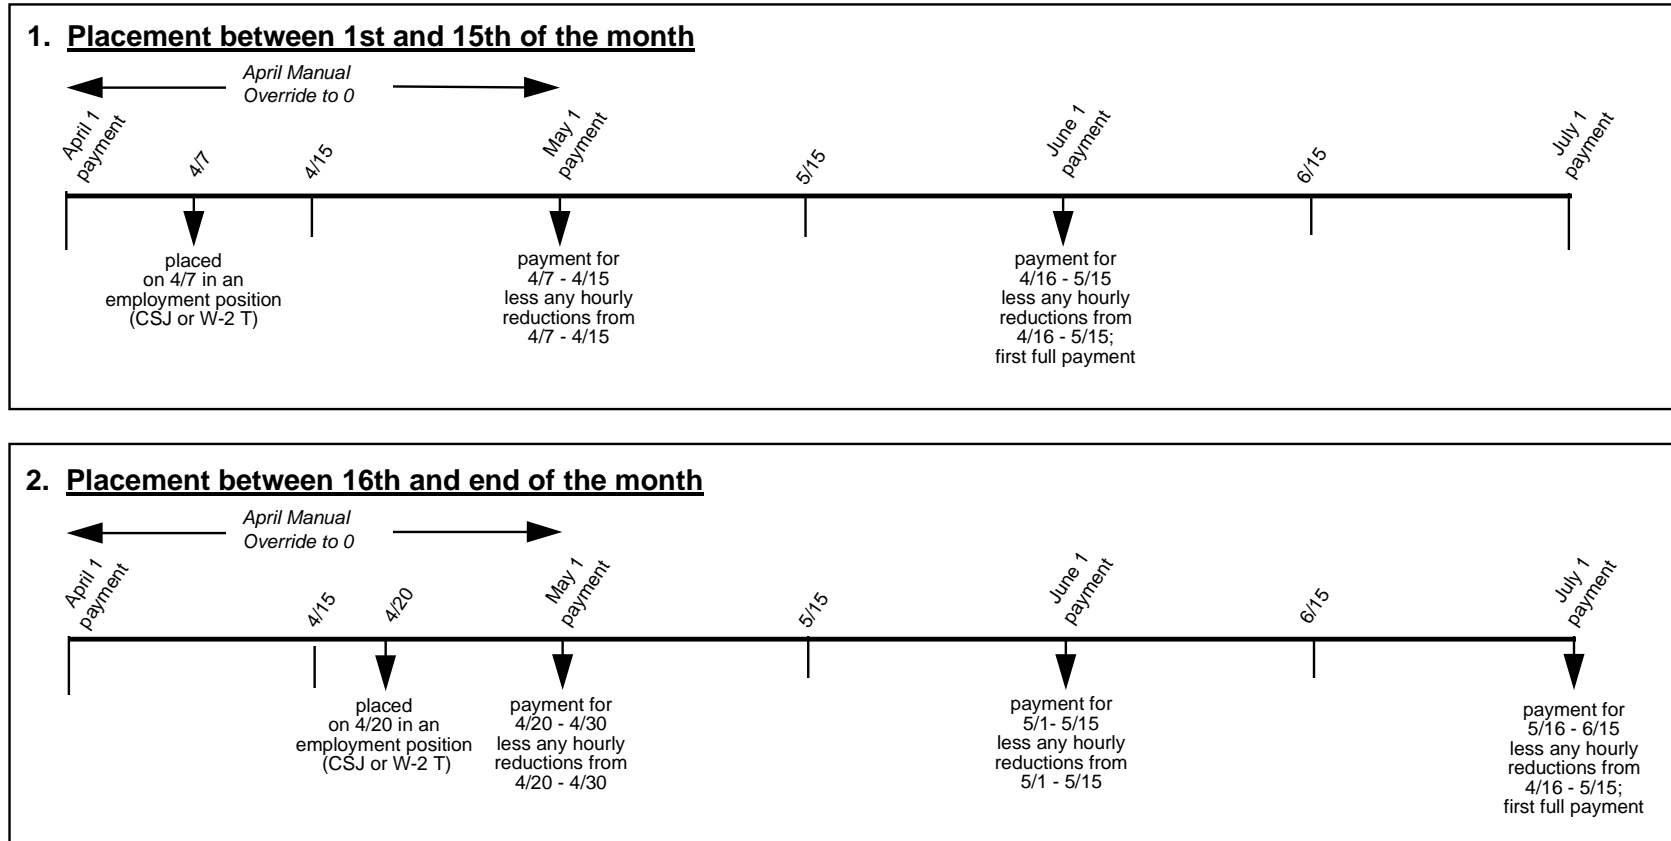 1. Placement between 1st and 15th of the month
April Manual
Override to 0
April 1
payment
4/7
4/15
May 1
payment
5/15
June 1
payment
6/15
July 1
payment
placed
on 4/7 in an
employment position
(CSJ or W-2 T)
payment for
4/7 - 4/15
less any hourly
reductions from
4/7 - 4/15
payment for
4/16 - 5/15
less any hourly
reductions from
4/16 - 5/15;
first full payment
2. Placement between 16th and end of the month
April Manual
Override to 0
April 1
payment
4/15
4/20
May 1
payment
5/15
June 1
payment
6/15
July 1
payment
placed
on 4/20 in an
employment position
(CSJ or W-2 T)
payment for
4/20 - 4/30
less any hourly
reductions from
4/20 - 4/30
payment for
5/1- 5/15
less any hourly
reductions from
5/1 - 5/15
payment for
5/16 - 6/15
less any hourly
reductions from
4/16 - 5/15;
first full payment